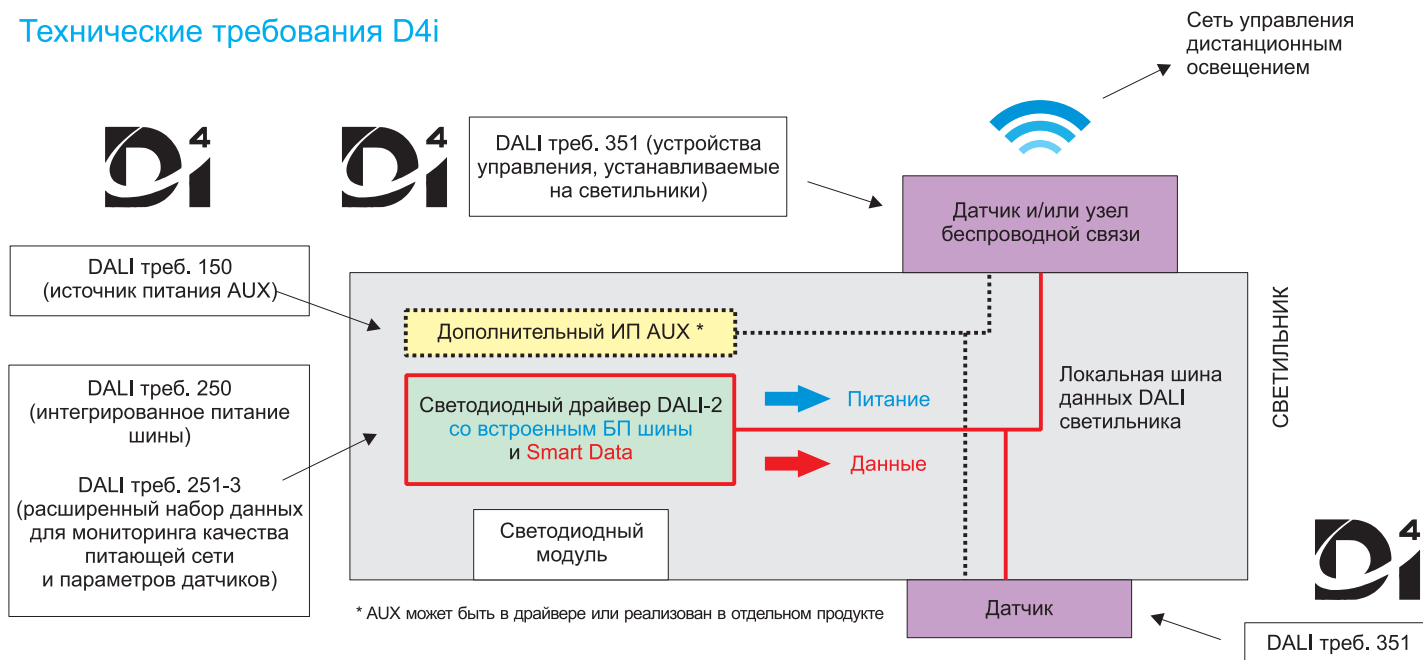 Технические требования D4i
Сеть управления
дистанционным
освещением
Di4
Di4
DALI треб. 351 (устройства
управления, устанавливаемые
на светильники)
Датчик и/или узел
беспроводной связи
DALI треб. 150
(источник питания AUX)
Дополнительный ИП AUX *
DALI треб. 250
(интегрированное питание
шины)
DALI треб. 251-3
(расширенный набор данных
для мониторинга качества
питающей сети
и параметров датчиков)
Светодиодный драйвер DALI-2
со встроенным БП шины
и Smart Data
Питание
Данные
Локальная шина
данных DALI
светильника
СВЕТИЛЬНИК
Светодиодный
модуль
Датчик
* AUX может быть в драйвере или реализован в отдельном продукте
Di4
DALI треб. 351